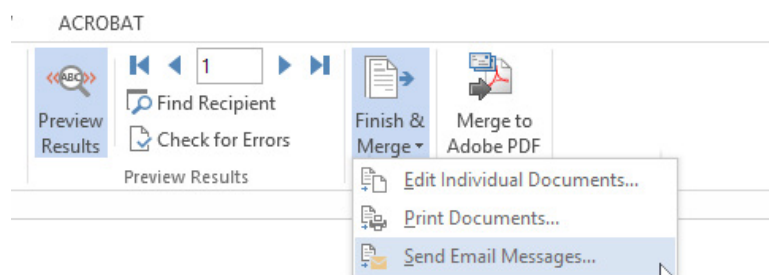 ACROBAT
«ABC»
1
Find Recipient
Check for Errors
Preview
Results
Preview Results
Finish &
Merge
Merge to
Adobe PDF
Edit Individual Documents...
Print Documents...
Send Email Messages...